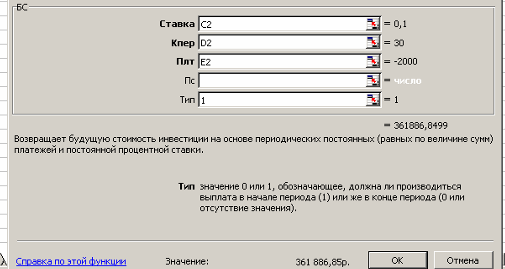 БС
Ставка C2 = 0,1
Кпер D2 = 30
Плт E2 = -2000
Пс = число
Тип 1 = 1
= 361886,8499
Возвращает будущую стоимость инвестиции на основе периодических постоянных (равных по величине сумм)
платежей и постоянной процентной ставки.
Тип значение 0 или 1, обозначающее, должна ли производиться
выплата в начале периода (1) или же в конце периода (0 или
отсутствие значения).
Справка по этой функции Значение: 361 886,85р. ОК Отмена